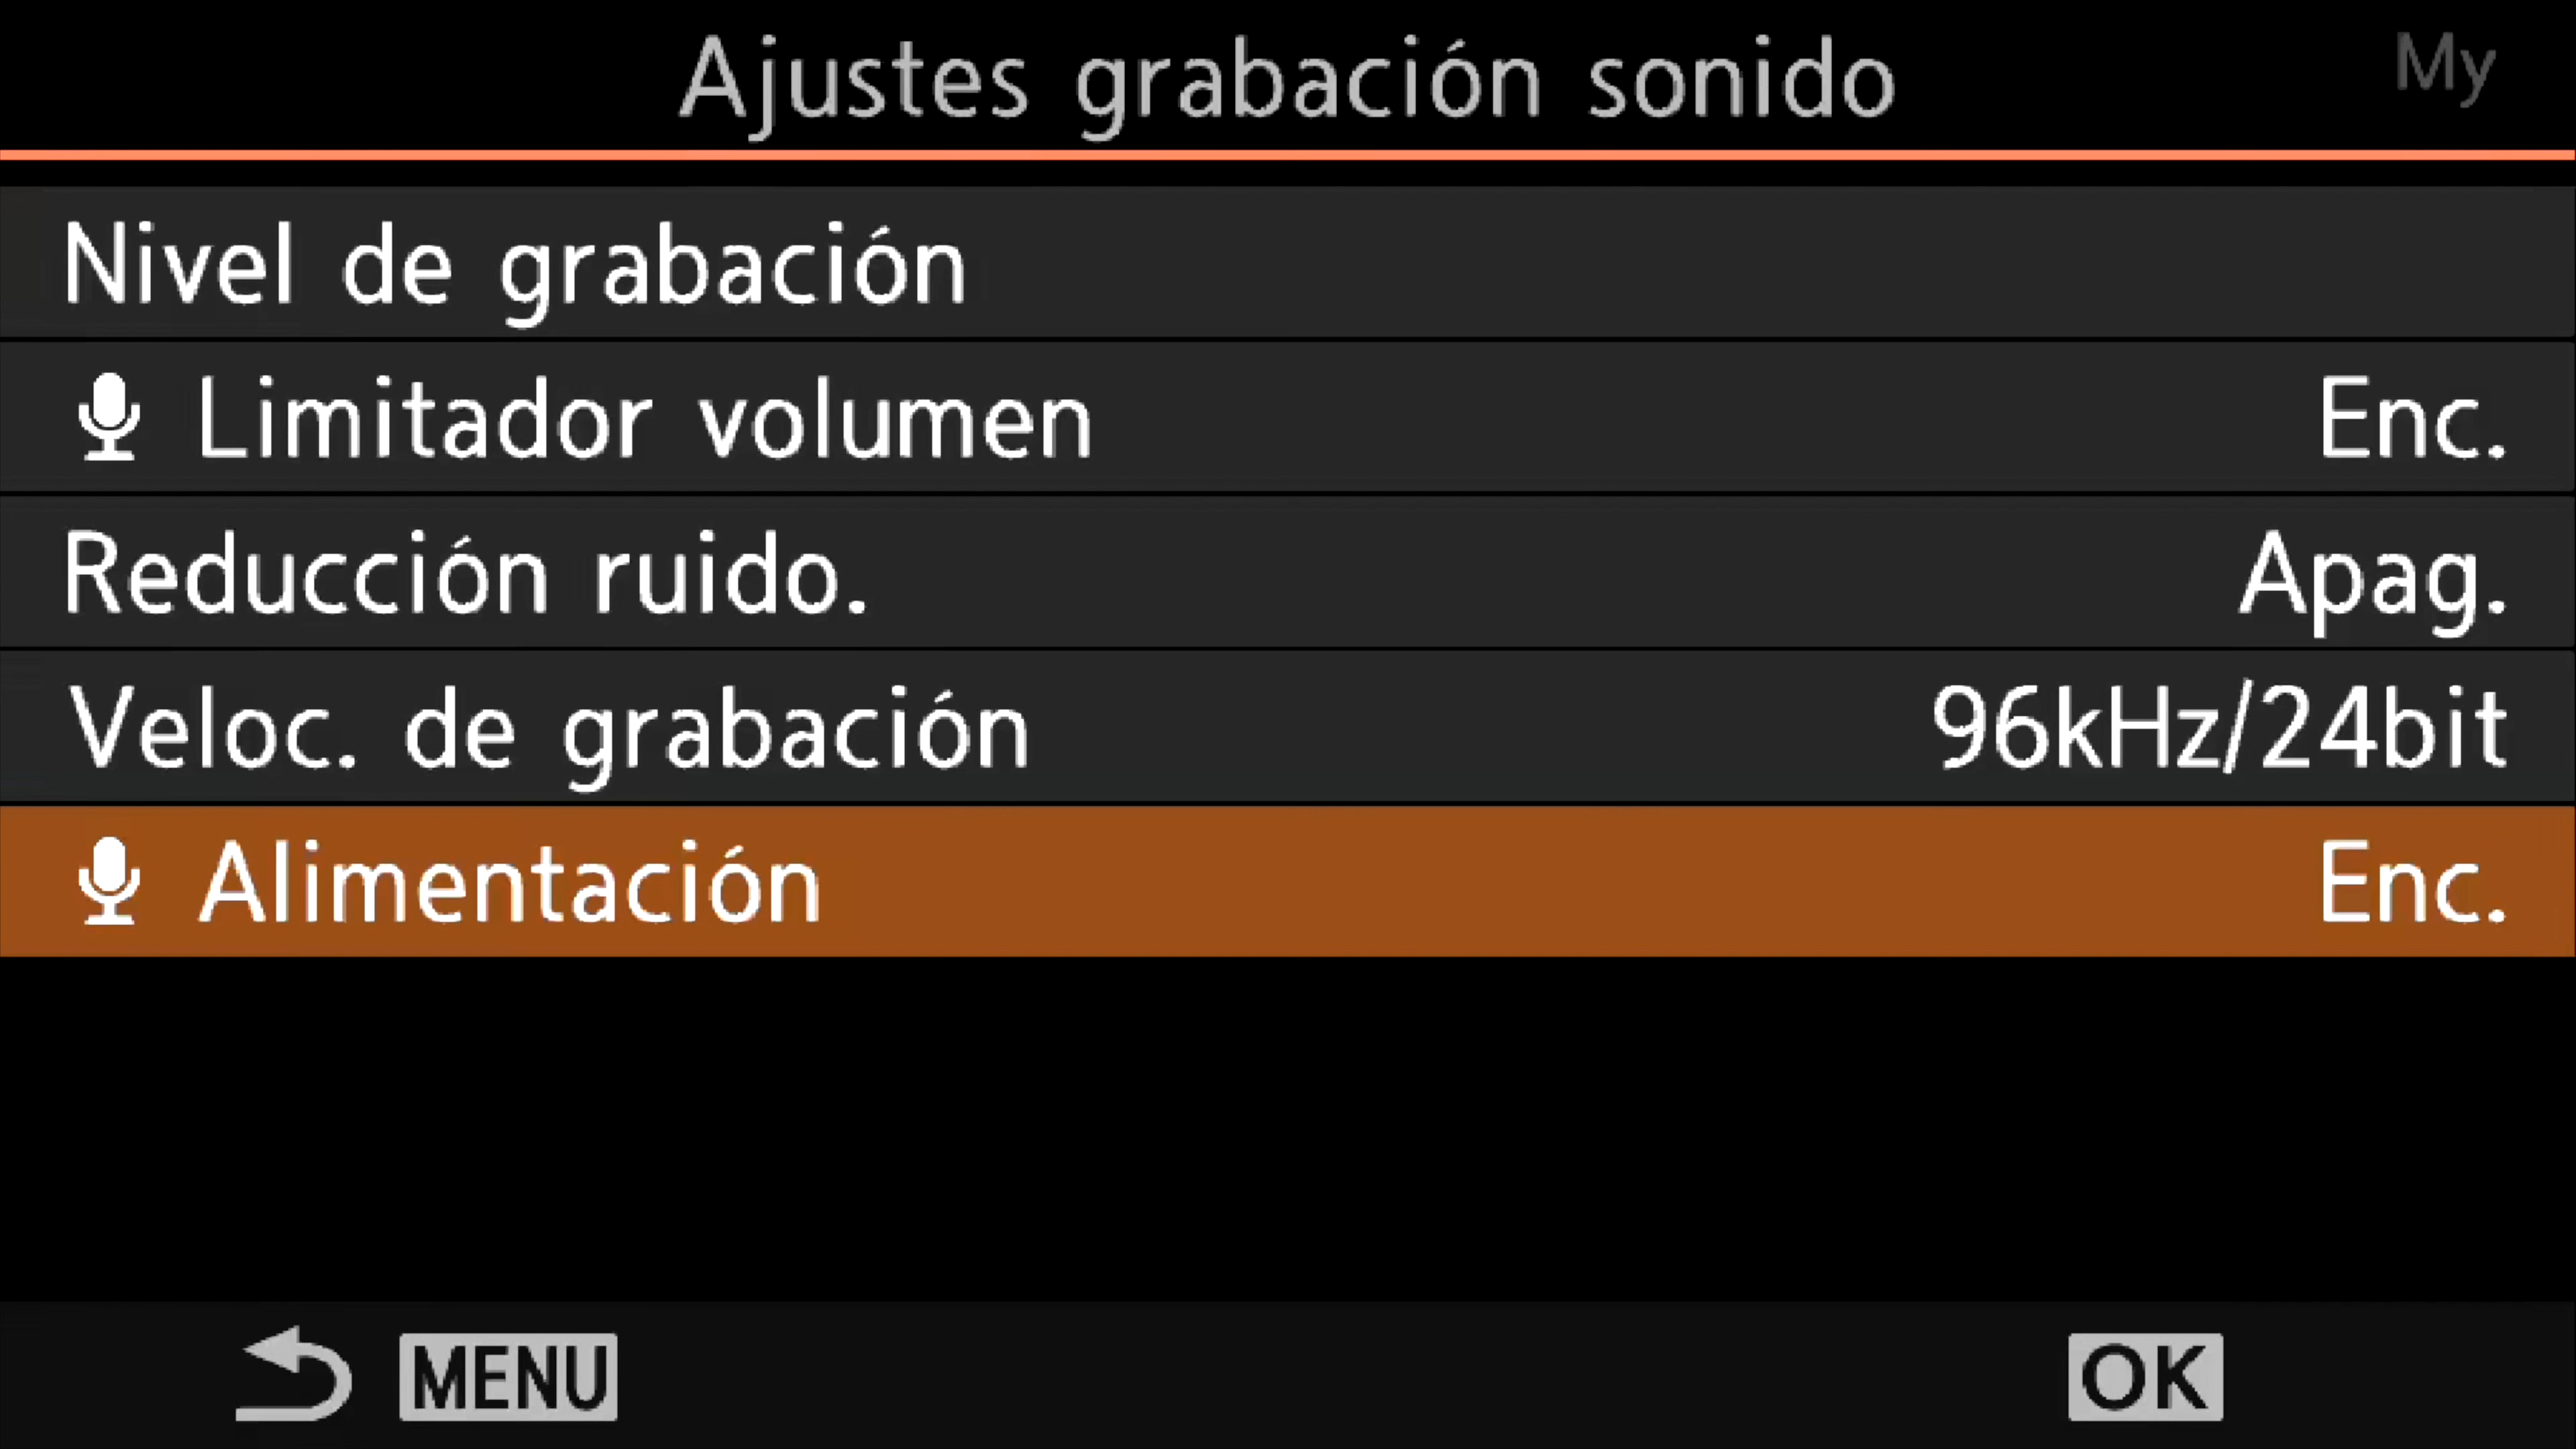 Ajustes grabación sonido My
Nivel de grabación
Limitador volumen Enc.
Reducción ruido. Apag.
Veloc. de grabación 96kHz/24bit
Alimentación Enc.
MENU OK